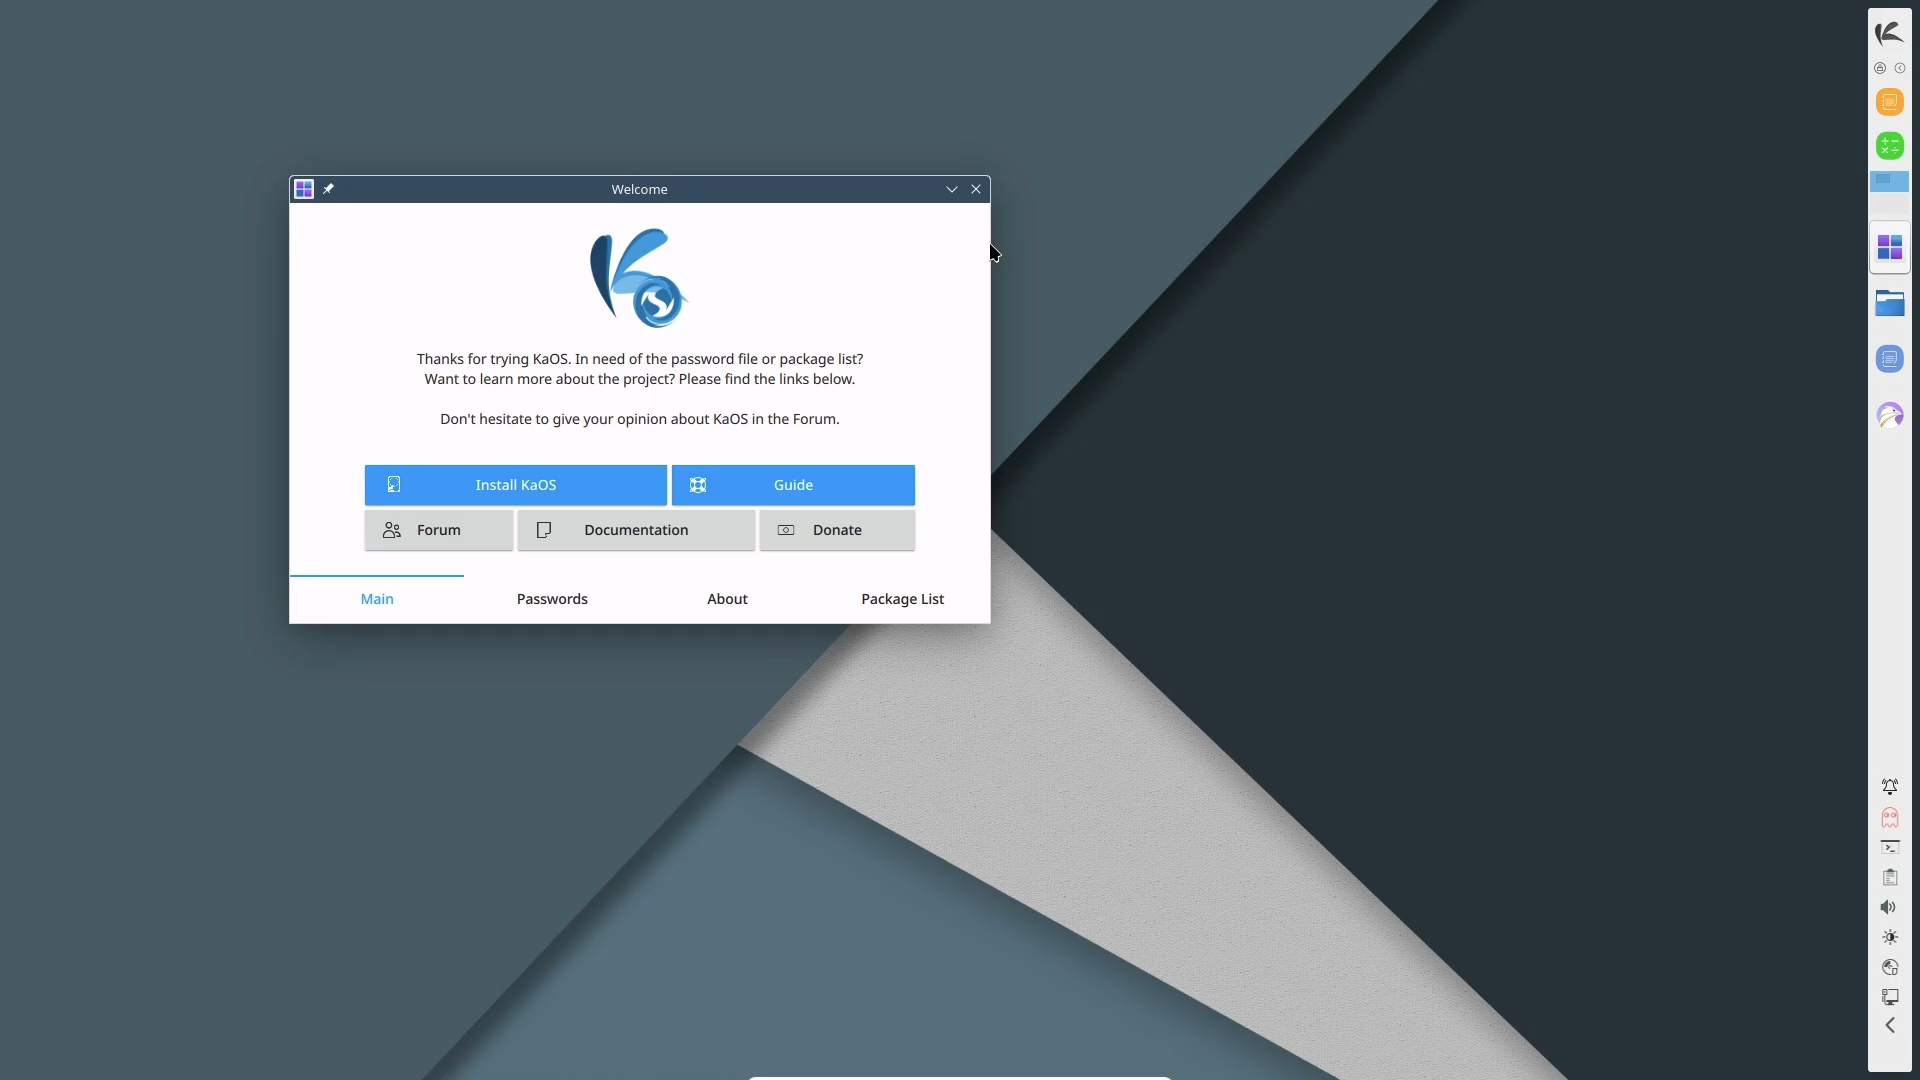 Welcome
Thanks for trying KaOS. In need of the password file or package list?
Want to learn more about the project? Please find the links below.
Don't hesitate to give your opinion about KaOS in the Forum.
Install KaOS
Guide
Forum
Documentation
Donate
Main
Passwords
About
Package List